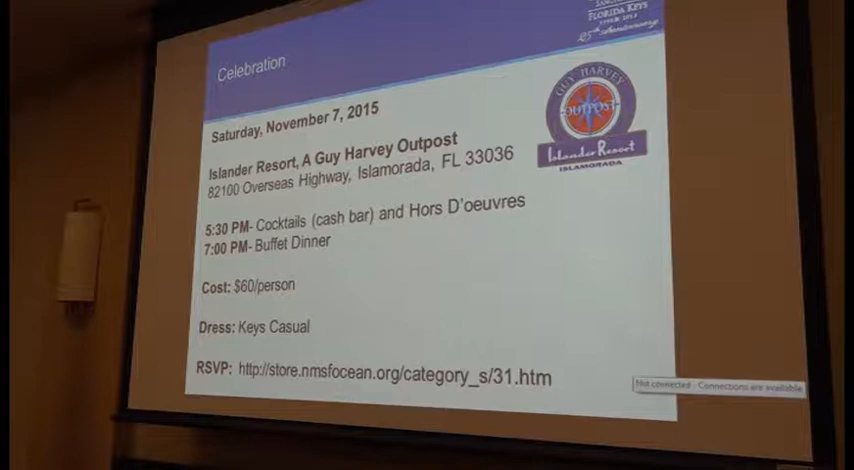 FLORIDA KEYS
25th Anniversary
Celebration
GUY HARVEY
OUTPOST
Islander Resort
ISLAMORADA
Saturday, November 7, 2015
Islander Resort, A Guy Harvey Outpost
82100 Overseas Highway, Islamorada, FL 33036
5:30 PM- Cocktails (cash bar) and Hors D'oeuvres
7:00 PM- Buffet Dinner
Cost: $60/person
Dress: Keys Casual
RSVP: http://store.nmsfocean.org/category_s/31.htm
Not connected - Connections are available